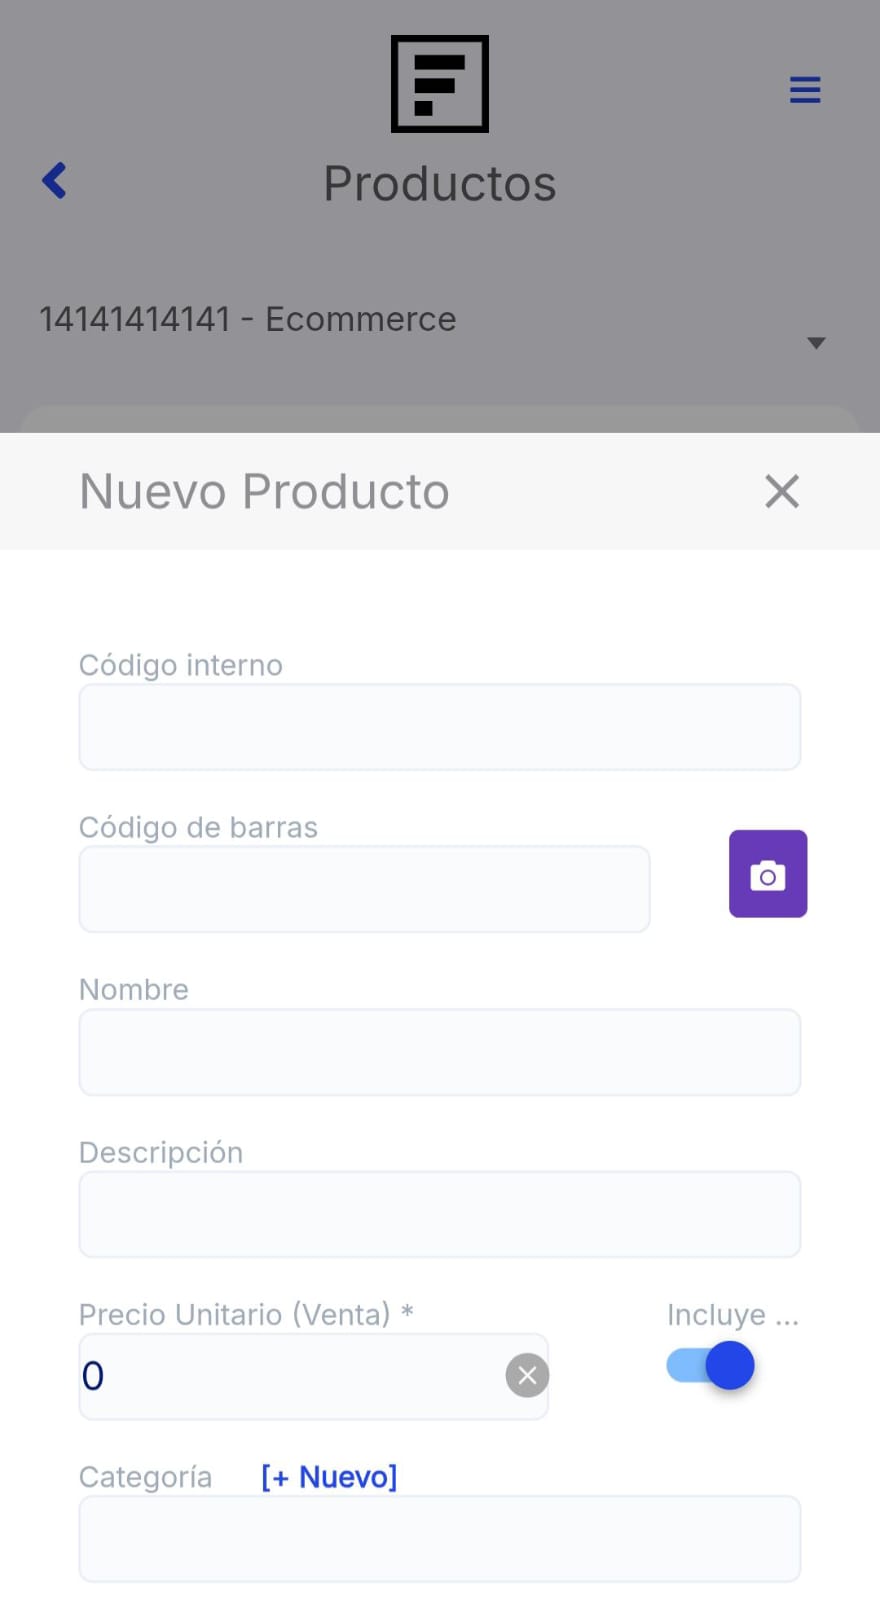 Productos
14141414141 - Ecommerce
Nuevo Producto
Código interno
Código de barras
Nombre
Descripción
Precio Unitario (Venta) *
Incluye ...
0
Categoría [+ Nuevo]